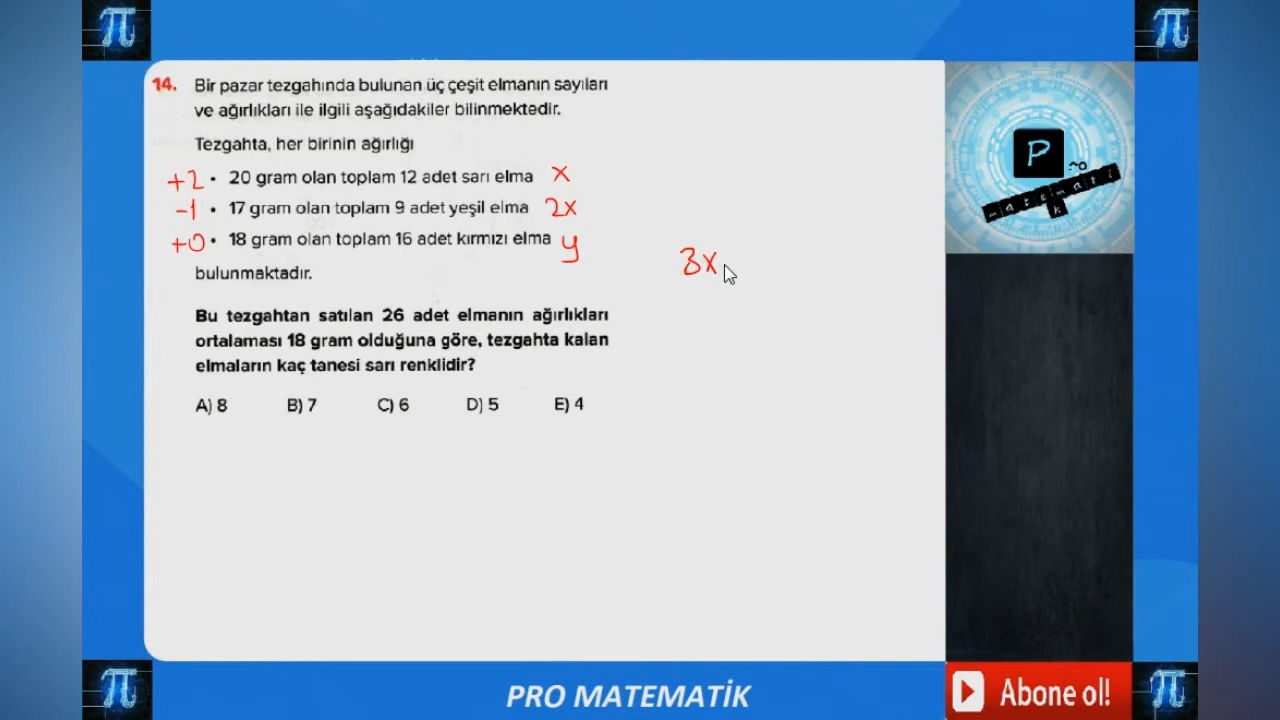 14. Bir pazar tezgahında bulunan üç çeşit elmanın sayıları
ve ağırlıkları ile ilgili aşağıdakiler bilinmektedir.
Tezgahta, her birinin ağırlığı
+2 • 20 gram olan toplam 12 adet sarı elma x
-1 • 17 gram olan toplam 9 adet yeşil elma 2x
+0 • 18 gram olan toplam 16 adet kırmızı elma y
3x
bulunmaktadır.
Bu tezgahtan satılan 26 adet elmanın ağırlıkları
ortalaması 18 gram olduğuna göre, tezgahta kalan
elmaların kaç tanesi sarı renklidir?
A) 8 B) 7 C) 6 D) 5 E) 4
P
ro
matematik
PRO MATEMATİK
Abone ol!
π
π
π
π